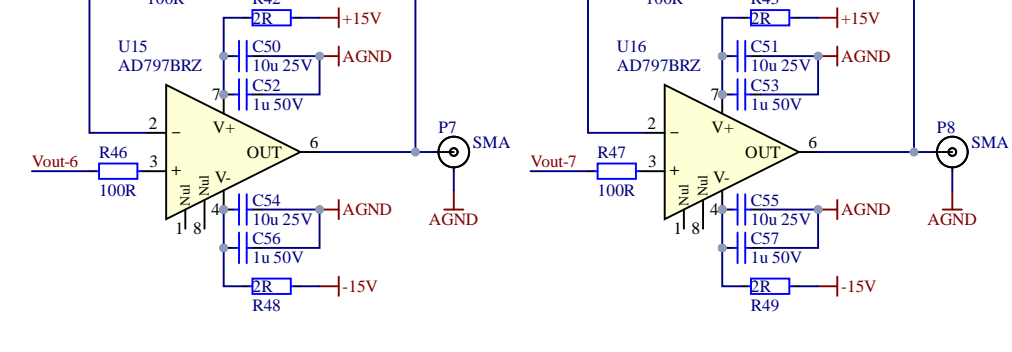 100R
R42
2R
+15V
U15
AD797BRZ
C50
10u 25V
AGND
C52
1u 50V
7
2
V+
6
P7
SMA
OUT
Vout-6
R46
3
100R
Nul
Nul
V-
4
1
8
C54
10u 25V
AGND
C56
1u 50V
AGND
2R
-15V
R48
100R
R43
2R
+15V
U16
AD797BRZ
C51
10u 25V
AGND
C53
1u 50V
7
2
V+
6
P8
SMA
OUT
Vout-7
R47
3
100R
Nul
Nul
V-
4
1
8
C55
10u 25V
AGND
C57
1u 50V
AGND
2R
-15V
R49